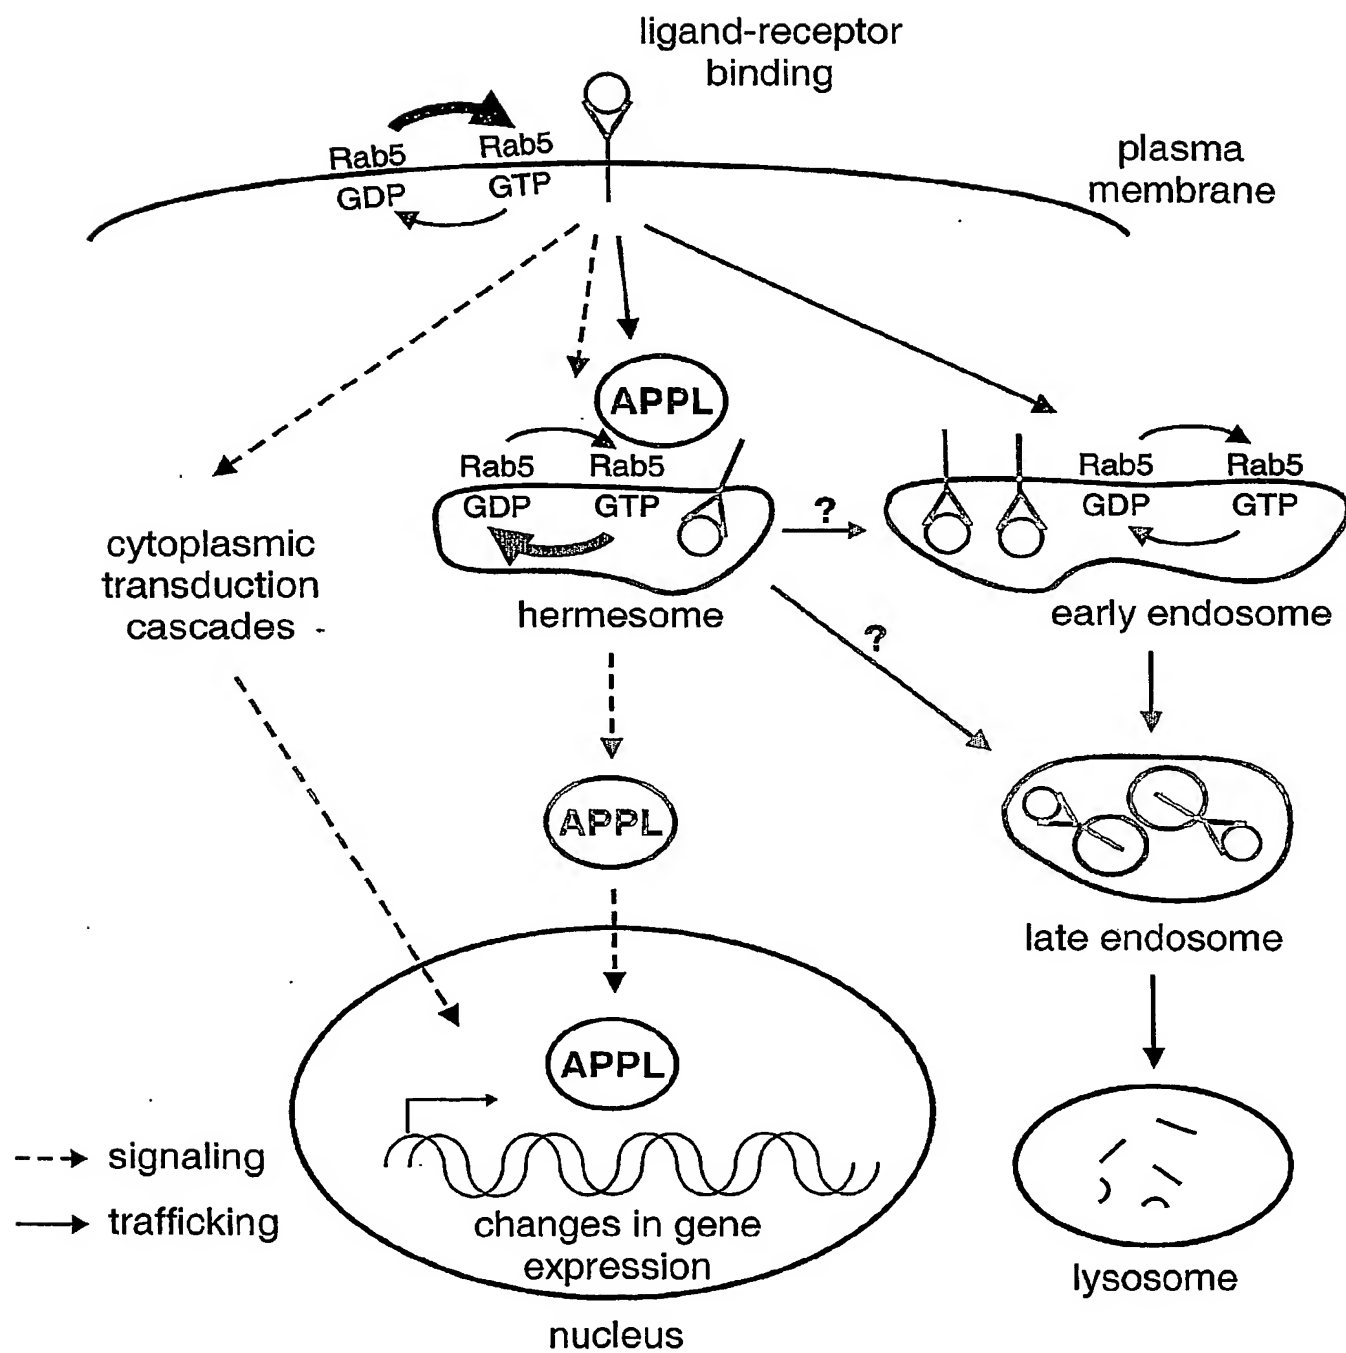 ligand-receptor
binding
Rab5
Rab5
GDP
GTP
plasma
membrane
APPL
Rab5
Rab5
GDP
GTP
Rab5
Rab5
GDP
GTP
?
hermesome
early endosome
cytoplasmic
transduction
cascades
?
APPL
late endosome
APPL
signaling
trafficking
changes in gene
expression
lysosome
nucleus